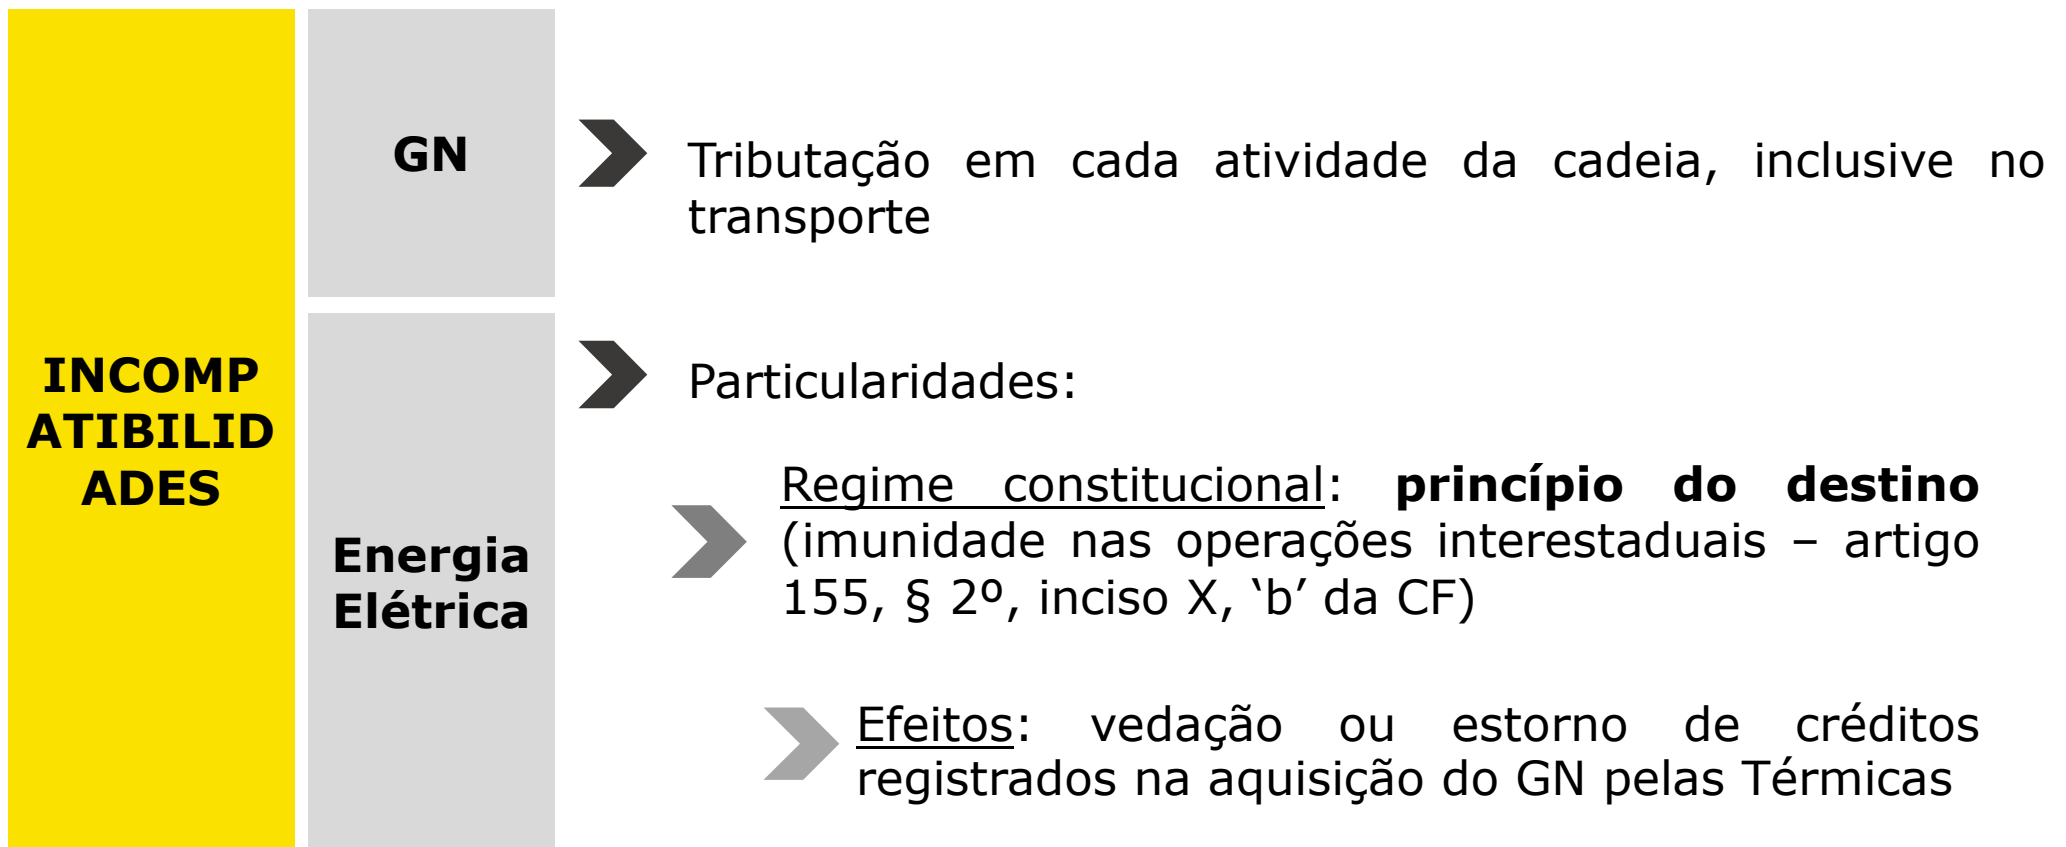 INCOMP
ATIBILID
ADES
GN
Tributação em cada atividade da cadeia, inclusive no
transporte
Energia
Elétrica
Particularidades:
Regime constitucional: princípio do destino
(imunidade nas operações interestaduais – artigo
155, § 2º, inciso X, ‘b’ da CF)
Efeitos: vedação ou estorno de créditos
registrados na aquisição do GN pelas Térmicas